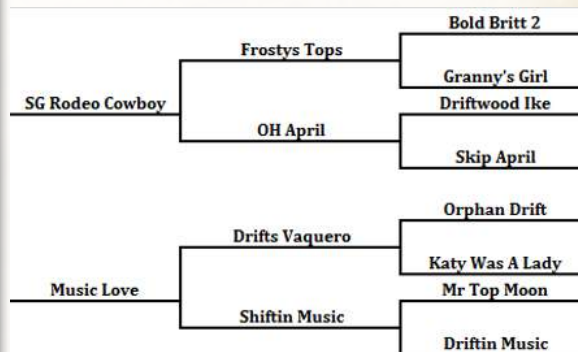 Bold Britt 2
Frostys Tops
Granny's Girl
SG Rodeo Cowboy
Driftwood Ike
OH April
Skip April
Orphan Drift
Drifts Vaquero
Katy Was A Lady
Music Love
Mr Top Moon
Shiftin Music
Driftin Music